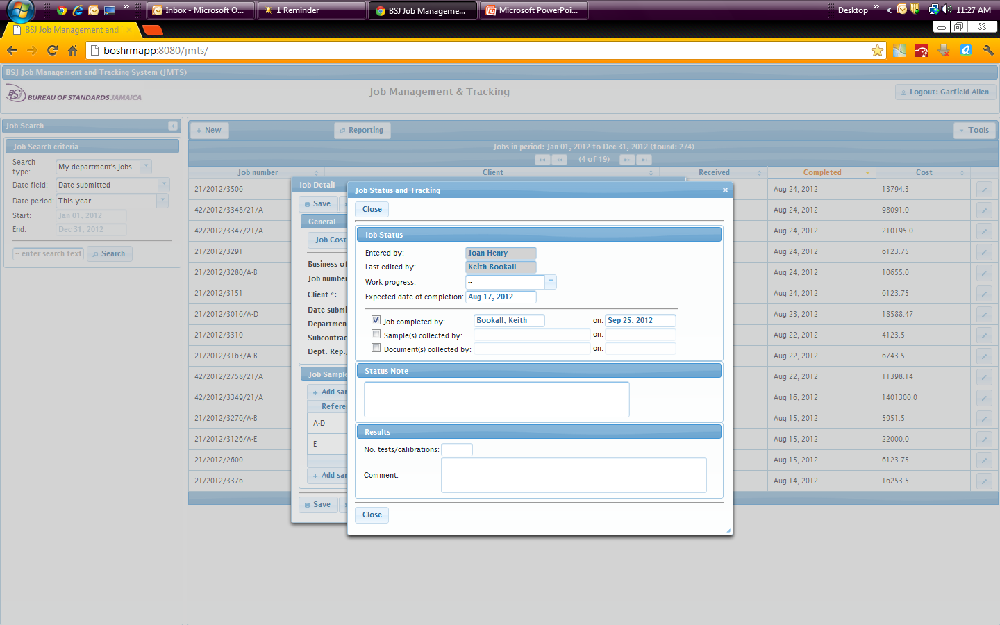 Inbox - Microsoft O...
1 Reminder
BSJ Job Manageme...
Microsoft PowerPoi...
Desktop
11:27 AM
BSJ Job Management and
boshrmapp:8080/jmts/
BSJ Job Management and Tracking System (JMTS)
BSJ BUREAU OF STANDARDS JAMAICA
Job Management & Tracking
Logout: Garfield Allen
Job Search
New
Reporting
Tools
Job Search criteria
Jobs in period: Jan 01, 2012 to Dec 31, 2012 (found: 274)
(4 of 19)
Search type: My department's jobs
Date field: Date submitted
Date period: This year
Start: Jan 01, 2012
End: Dec 31, 2012
-- enter search text
Search
Job number Client Received Completed Cost
21/2012/3506 Aug 24, 2012 13794.3
42/2012/3348/21/A Aug 24, 2012 98091.0
42/2012/3347/21/A Aug 24, 2012 210195.0
21/2012/3291 Aug 24, 2012 6123.75
21/2012/3280/A-B Aug 24, 2012 10655.0
21/2012/3151 Aug 24, 2012 6123.75
21/2012/3016/A-D Aug 23, 2012 18588.47
21/2012/3310 Aug 22, 2012 4123.5
21/2012/3163/A-B Aug 22, 2012 6743.5
42/2012/2758/21/A Aug 22, 2012 11398.14
42/2012/3349/21/A Aug 16, 2012 1401300.0
21/2012/3276/A-B Aug 15, 2012 5951.5
21/2012/3126/A-E Aug 15, 2012 22000.0
21/2012/2600 Aug 15, 2012 6123.75
21/2012/3376 Aug 14, 2012 16253.5
Job Detail
Save
General
Job Cost
Business of
Job number
Client *:
Date submi
Department
Subcontrac
Dept. Rep.
Job Sample
Add sar
Referen
A-D
E
Add sar
Save
Job Status and Tracking
Close
Job Status
Entered by: Joan Henry
Last edited by: Keith Bookall
Work progress: --
Expected date of completion: Aug 17, 2012
Job completed by: Bookall, Keith on: Sep 25, 2012
Sample(s) collected by: on:
Document(s) collected by: on:
Status Note
Results
No. tests/calibrations:
Comment:
Close